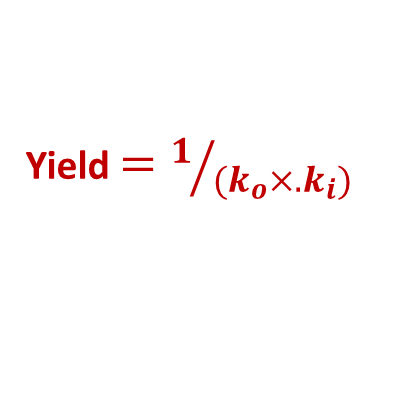 Yield = 1/(kₒ×.kᵢ)